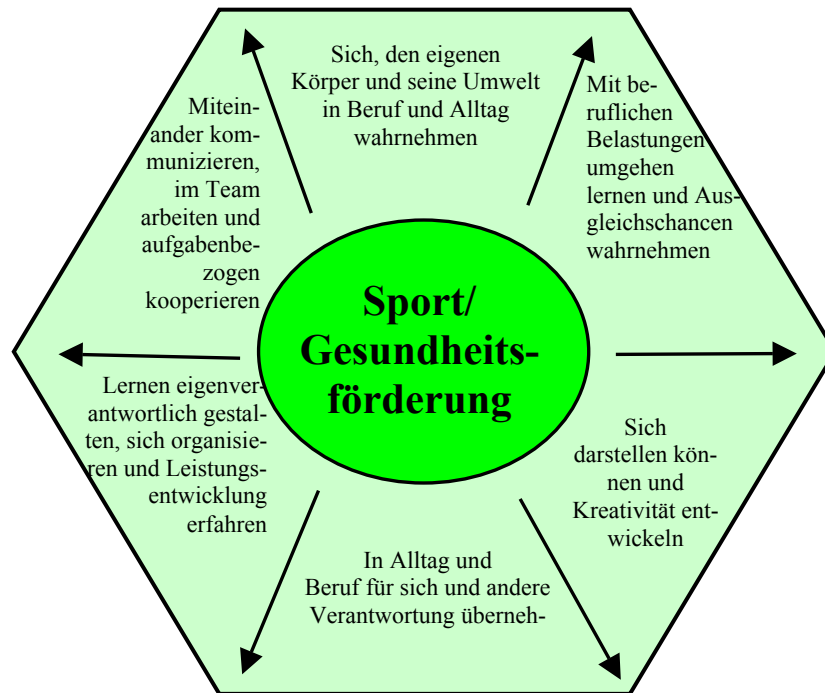 Sich, den eigenen
Körper und seine Umwelt
in Beruf und Alltag
wahrnehmen
Mit be-
ruflichen
Belastungen
umgehen
lernen und Aus-
gleichschancen
wahrnehmen
Sich
darstellen kön-
nen und
Kreativität ent-
wickeln
In Alltag und
Beruf für sich und andere
Verantwortung überneh-
Lernen eigenver-
antwortlich gestal-
ten, sich organisie-
ren und Leistungs-
entwicklung
erfahren
Mitein-
ander kom-
munizieren,
im Team
arbeiten und
aufgabenbe-
zogen
kooperieren
Sport/
Gesundheits-
förderung